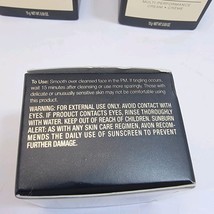 To Use: Smooth over cleansed face in the PM. If tingling occurs,
wait 15 minutes after cleansing or use more sparingly. Those with
delicate or unusually sensitive skin may not be comfortable using
this product.
WARNING: FOR EXTERNAL USE ONLY. AVOID CONTACT WITH
EYES. IF PRODUCT CONTACTS EYES, RINSE THOROUGHLY WITH
WATER. KEEP OUT OF REACH OF CHILDREN. SUNBURN
ALERT: AS WITH ANY SKIN CARE REGIMEN, AVON RECOM-
MENDS THE DAILY USE OF SUNSCREEN TO PREVENT
FURTHER DAMAGE.